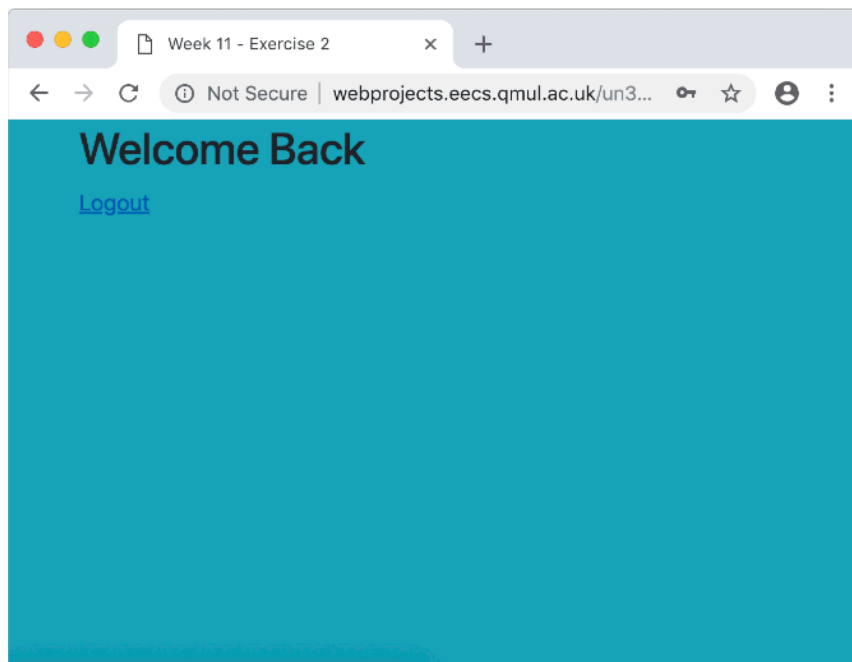 Week 11 - Exercise 2
Not Secure | webprojects.eecs.qmul.ac.uk/un3...
Welcome Back
Logout